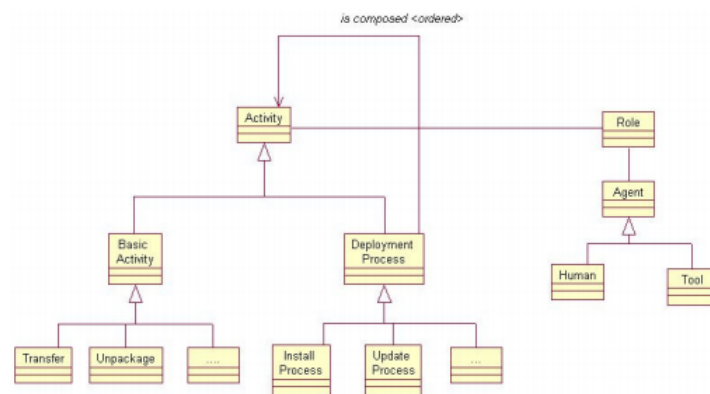 is composed <ordered>
Activity
Role
Agent
Basic
Activity
Deployment
Process
Human
Tool
Transfer
Unpackage
....
Install
Process
Update
Process
...